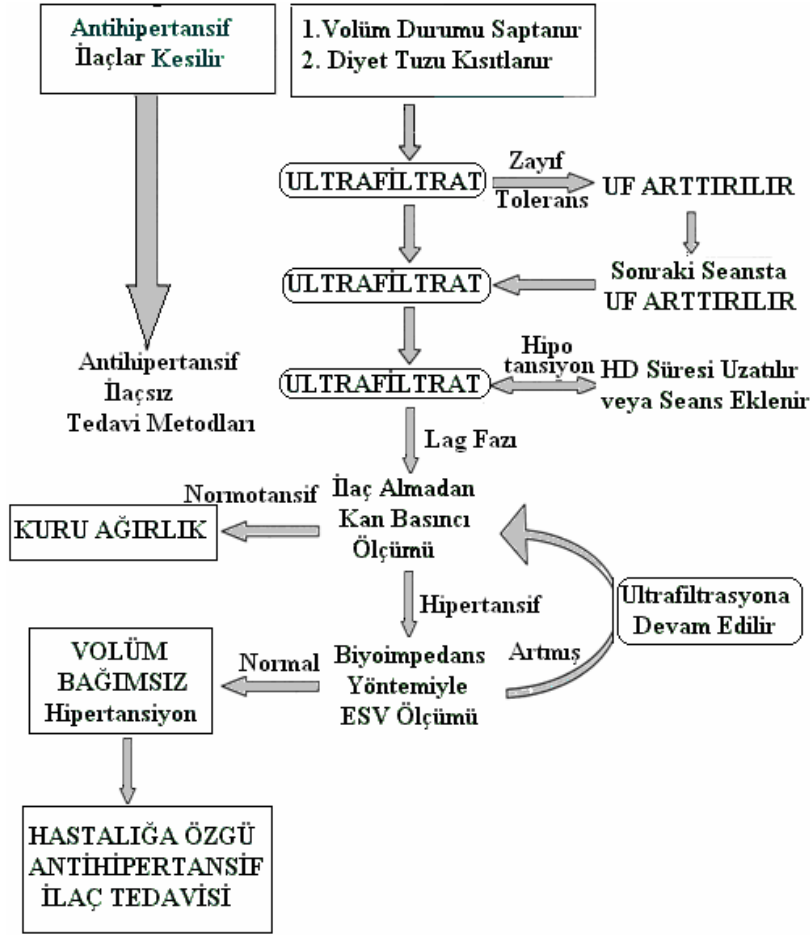 Antihipertansif
İlaçlar Kesilir
1.Volüm Durumu Saptanır
2. Diyet Tuzu Kısıtlanır
ULTRAFİLTRAT
Zayıf
Tolerans
UF ARTTIRILIR
ULTRAFİLTRAT
Sonraki Seansta
UF ARTTIRILIR
Antihipertansif
İlaçsız
Tedavi Metodları
ULTRAFİLTRAT
Hipo
tansiyon
HD Süresi Uzatılır
veya Seans Eklenir
Lag Fazı
İlaç Almadan
Kan Basıncı
Ölçümü
Normotansif
KURU AĞIRLIK
Hipertansif
Ultrafiltrasyona
Devam Edilir
Biyoimpedans
Yöntemiyle
ESV Ölçümü
Artmış
Normal
VOLÜM
BAĞIMSIZ
Hipertansiyon
HASTALIĞA ÖZGÜ
ANTİHİPERTANSİF
İLAÇ TEDAVİSİ